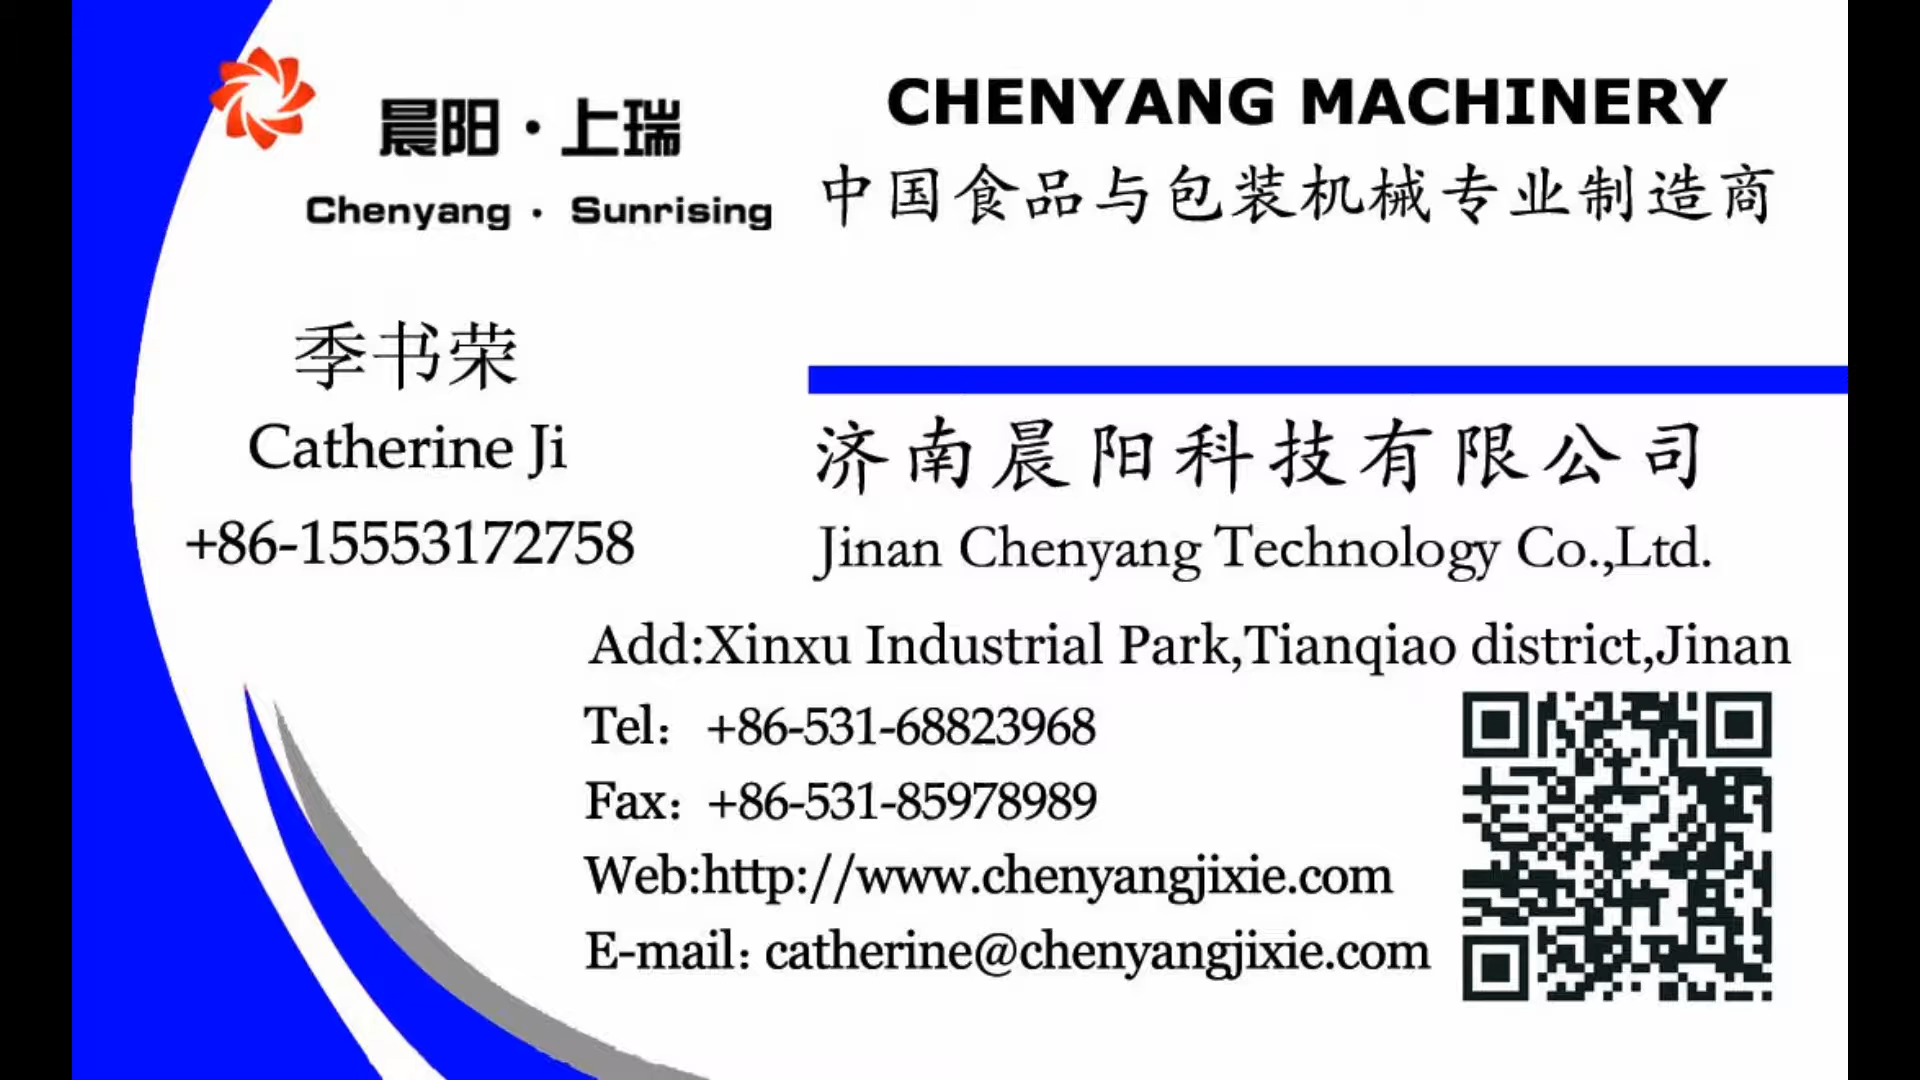 晨阳·上瑞
Chenyang · Sunrising
CHENYANG MACHINERY
中国食品与包装机械专业制造商
季书荣
Catherine Ji
+86-15553172758
济南晨阳科技有限公司
Jinan Chenyang Technology Co.,Ltd.
Add:Xinxu Industrial Park,Tianqiao district,Jinan
Tel：+86-531-68823968
Fax：+86-531-85978989
Web:http://www.chenyangjixie.com
E-mail：catherine@chenyangjixie.com